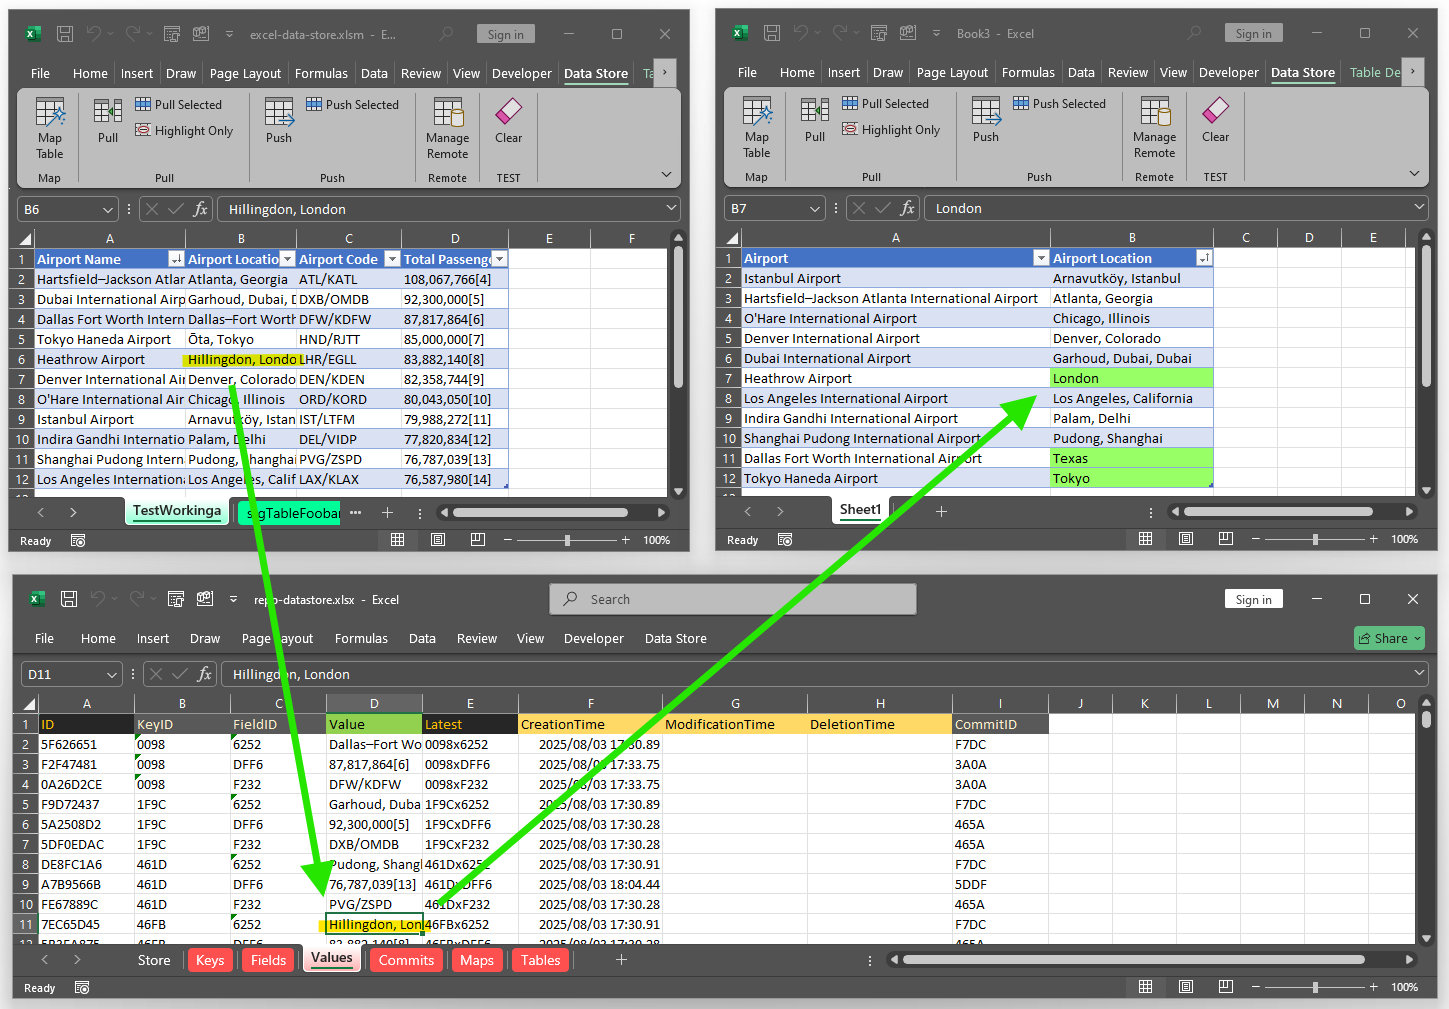 excel-data-store.xlsm - E...
Sign in
File Home Insert Draw Page Layout Formulas Data Review View Developer Data Store
Map Table
Pull
Pull Selected
Highlight Only
Push
Push Selected
Manage Remote
Clear
Map Pull Push Remote TEST
B6 fx Hillingdon, London
A B C D E F
1 Airport Name Airport Locatio Airport Code Total Passeng
2 Hartsfield–Jackson Atlar Atlanta, Georgia ATL/KATL 108,067,766[4]
3 Dubai International Airp Garhoud, Dubai, D DXB/OMDB 92,300,000[5]
4 Dallas Fort Worth Intern Dallas–Fort Worth DFW/KDFW 87,817,864[6]
5 Tokyo Haneda Airport Ōta, Tokyo HND/RJTT 85,000,000[7]
6 Heathrow Airport Hillingdon, Londo LHR/EGLL 83,882,140[8]
7 Denver International Air Denver, Colorado DEN/KDEN 82,358,744[9]
8 O'Hare International Air Chicago, Illinois ORD/KORD 80,043,050[10]
9 Istanbul Airport Arnavutköy, Istan IST/LTFM 79,988,272[11]
10 Indira Gandhi Internatio Palam, Delhi DEL/VIDP 77,820,834[12]
11 Shanghai Pudong Intern Pudong, Shanghai PVG/ZSPD 76,787,039[13]
12 Los Angeles Internationa Los Angeles, Calif LAX/KLAX 76,587,980[14]
TestWorkinga stgTableFoobar
Ready 100%
Book3 - Excel
Sign in
File Home Insert Draw Page Layout Formulas Data Review View Developer Data Store Table De
Map Table
Pull
Pull Selected
Highlight Only
Push
Push Selected
Manage Remote
Clear
Map Pull Push Remote TEST
B7 fx London
A B C D E
1 Airport Airport Location
2 Istanbul Airport Arnavutköy, Istanbul
3 Hartsfield–Jackson Atlanta International Airport Atlanta, Georgia
4 O'Hare International Airport Chicago, Illinois
5 Denver International Airport Denver, Colorado
6 Dubai International Airport Garhoud, Dubai, Dubai
7 Heathrow Airport London
8 Los Angeles International Airport Los Angeles, California
9 Indira Gandhi International Airport Palam, Delhi
10 Shanghai Pudong International Airport Pudong, Shanghai
11 Dallas Fort Worth International Airport Texas
12 Tokyo Haneda Airport Tokyo
Sheet1
Ready 100%
repo-datastore.xlsx - Excel
Search
Sign in
File Home Insert Draw Page Layout Formulas Data Review View Developer Data Store Share
D11 fx Hillingdon, London
A B C D E F G H I J K L M N O
1 ID KeyID FieldID Value Latest CreationTime ModificationTime DeletionTime CommitID
2 5F626651 0098 6252 Dallas–Fort Wo 0098x6252 2025/08/03 17:30.89 F7DC
3 F2F47481 0098 DFF6 87,817,864[6] 0098xDFF6 2025/08/03 17:33.75 3A0A
4 0A26D2CE 0098 F232 DFW/KDFW 0098xF232 2025/08/03 17:33.75 3A0A
5 F9D72437 1F9C 6252 Garhoud, Duba 1F9Cx6252 2025/08/03 17:30.89 F7DC
6 5A2508D2 1F9C DFF6 92,300,000[5] 1F9CxDFF6 2025/08/03 17:30.28 465A
7 5DF0EDAC 1F9C F232 DXB/OMDB 1F9CxF232 2025/08/03 17:30.28 465A
8 DE8FC1A6 461D 6252 Pudong, Shangl 461Dx6252 2025/08/03 17:30.91 F7DC
9 A7B9566B 461D DFF6 76,787,039[13] 461DxDFF6 2025/08/03 18:04.44 5DDF
10 FE67889C 461D F232 PVG/ZSPD 461DxF232 2025/08/03 17:30.28 465A
11 7EC65D45 46FB 6252 Hillingdon, Lon 46FBx6252 2025/08/03 17:30.91 F7DC
Store Keys Fields Values Commits Maps Tables
Ready 100%